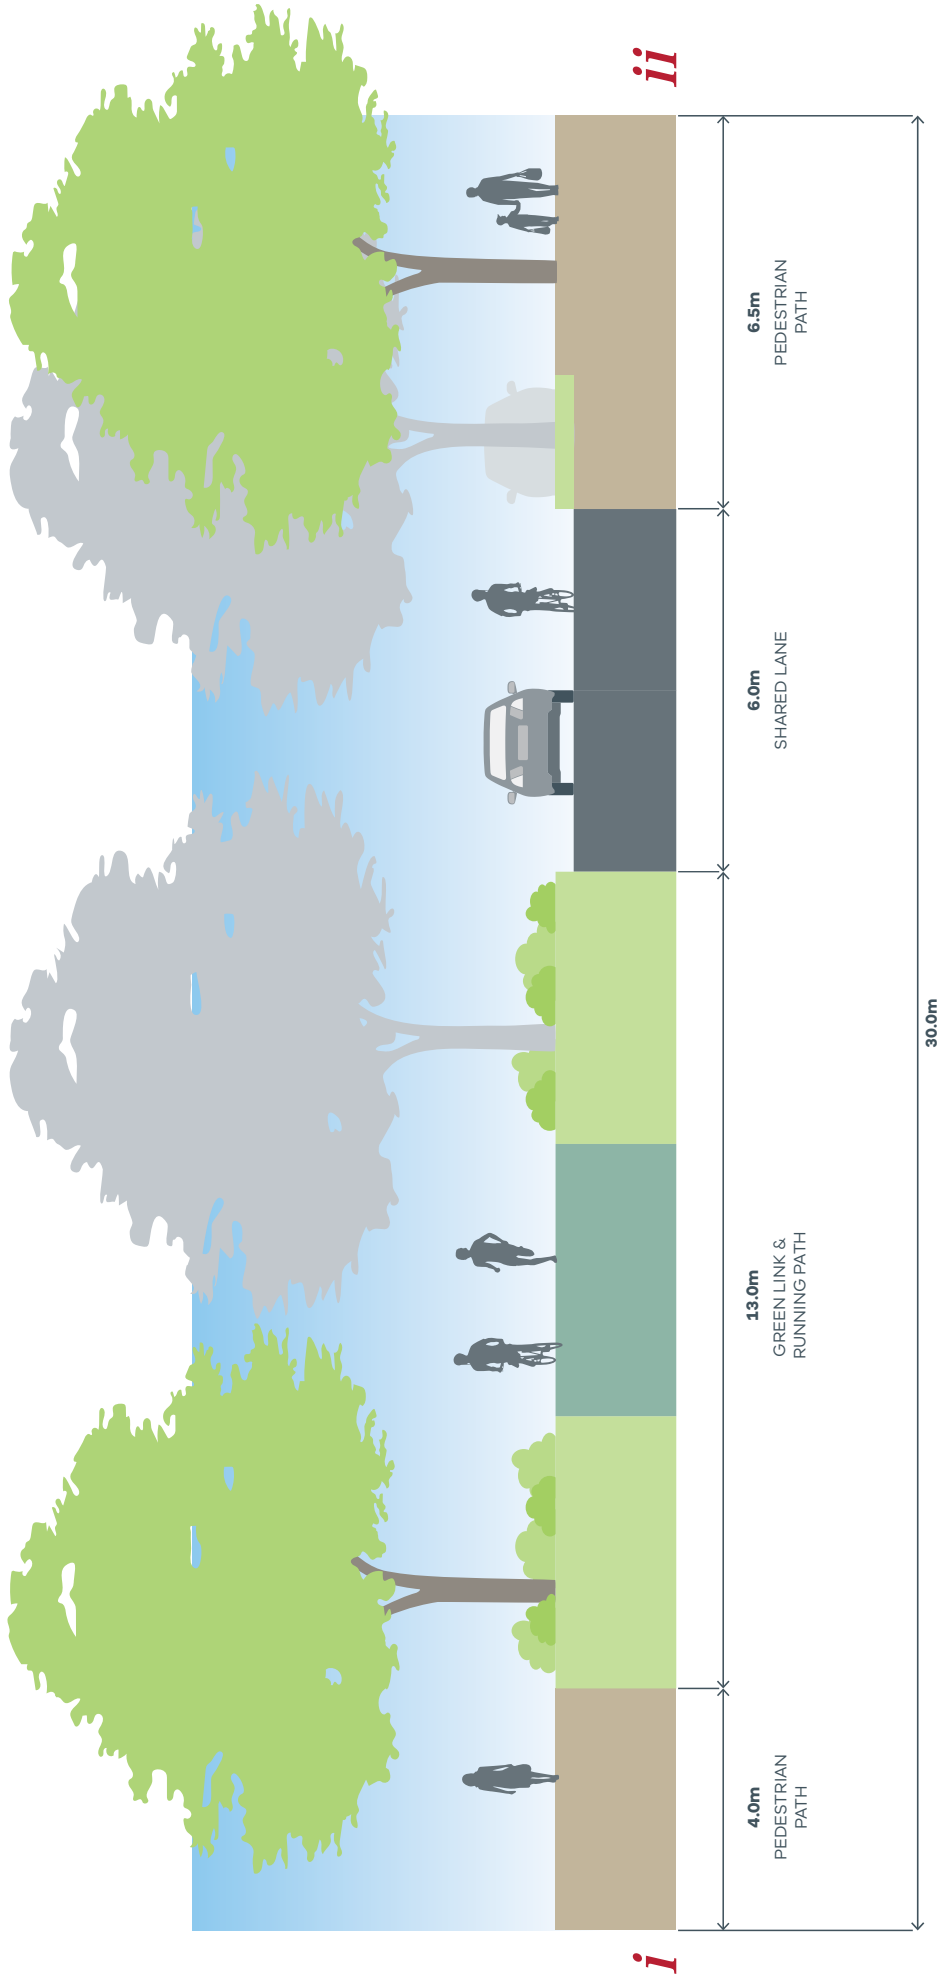 i
ii
4.0m
PEDESTRIAN
PATH
13.0m
GREEN LINK &
RUNNING PATH
6.0m
SHARED LANE
6.5m
PEDESTRIAN
PATH
30.0m